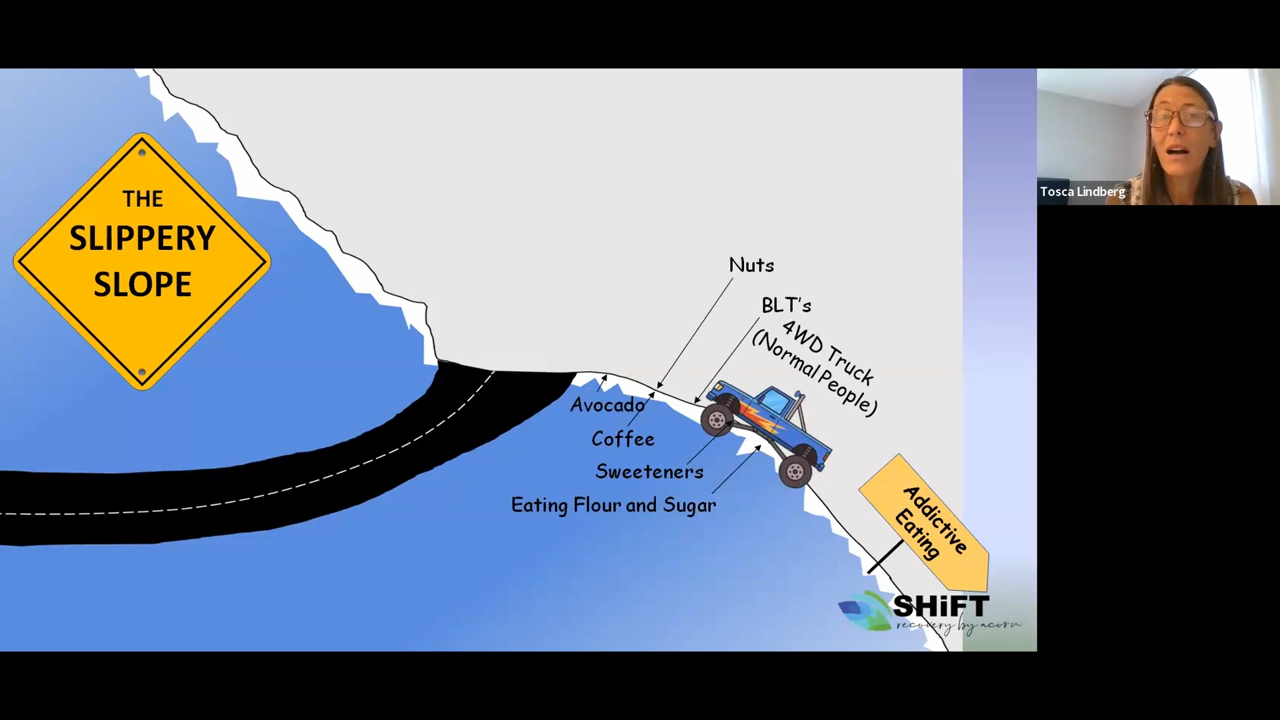 THE
SLIPPERY
SLOPE
Nuts
BLT's
4WD Truck
(Normal People)
Avocado
Coffee
Sweeteners
Eating Flour and Sugar
Addictive
Eating
SHiFT
recovery by acorn
Tosca Lindberg